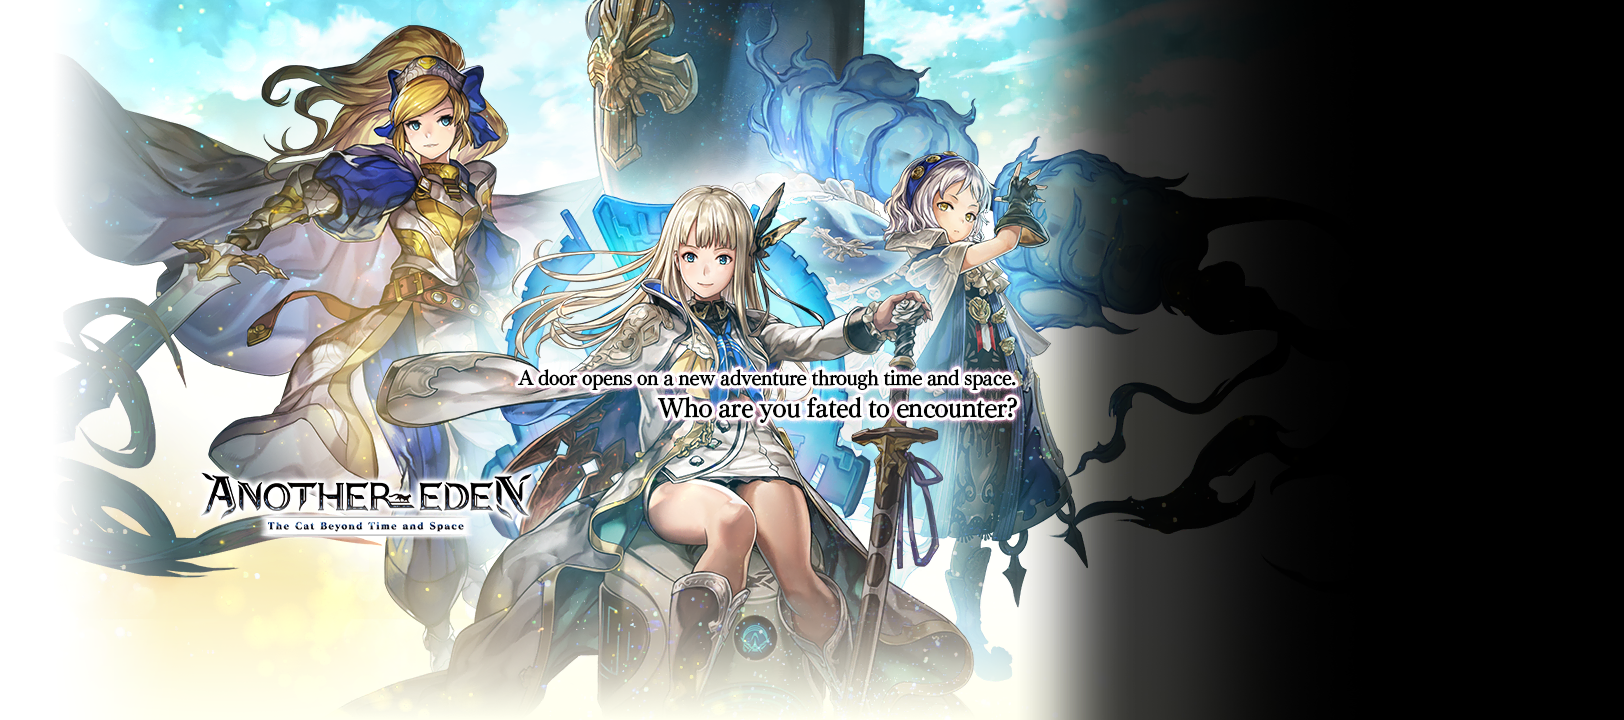 A door opens on a new adventure through time and space.
Who are you fated to encounter?
ANOTHER EDEN
The Cat Beyond Time and Space